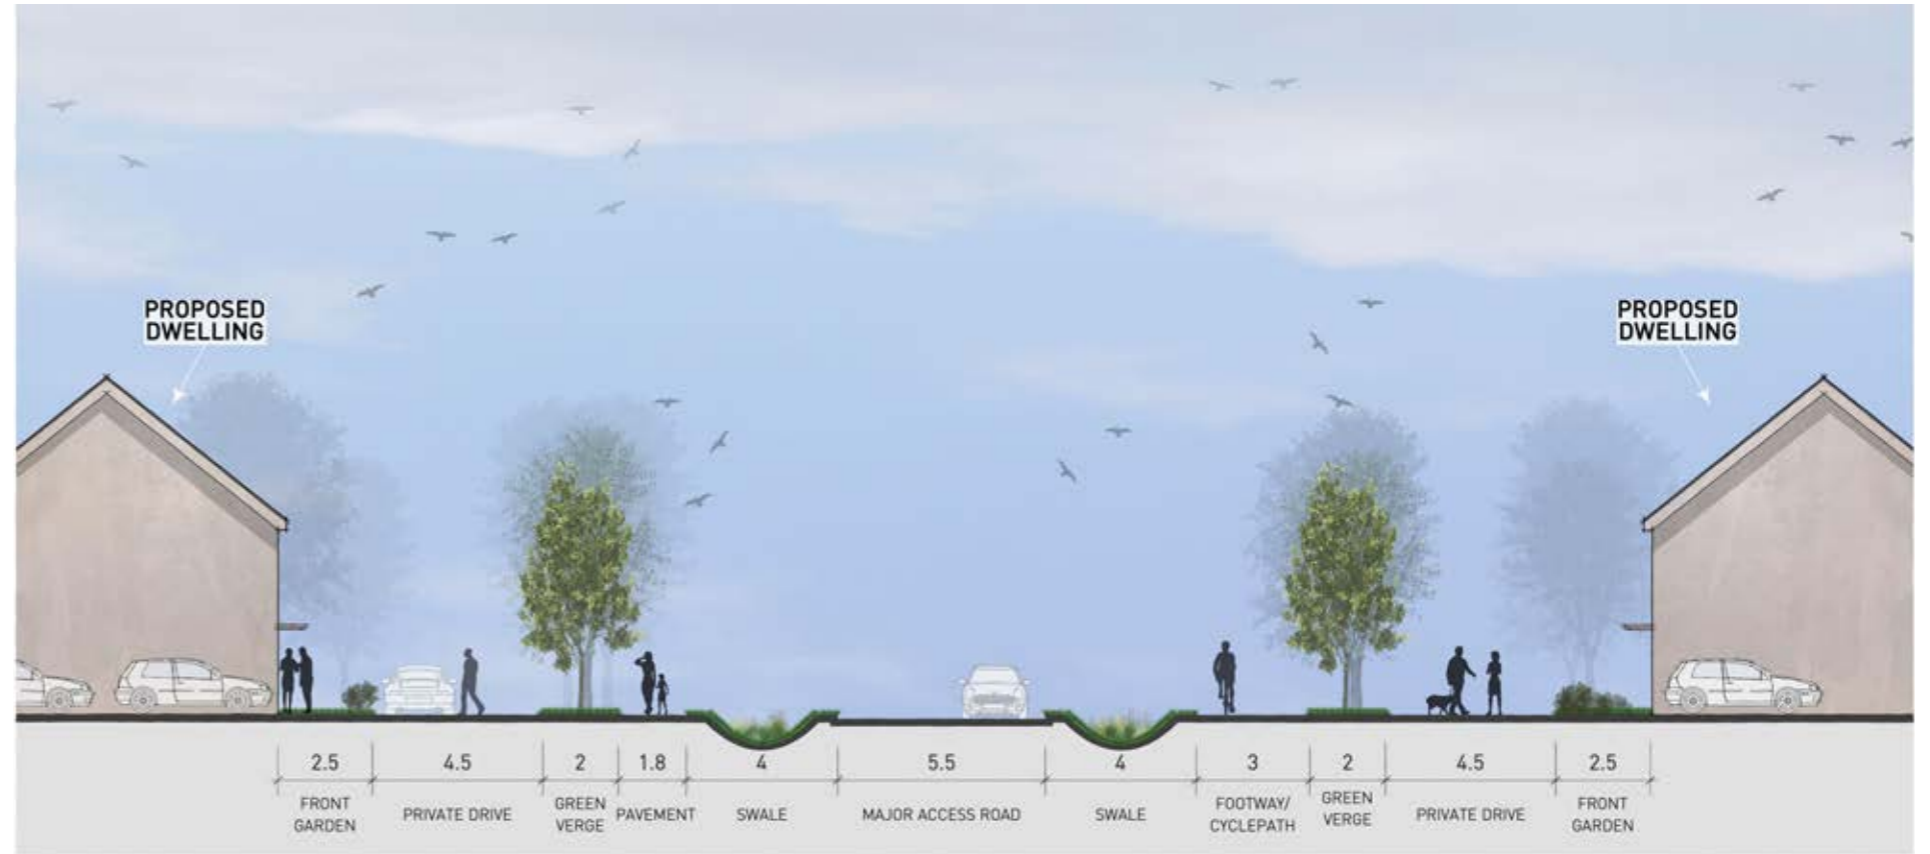 PROPOSED
DWELLING
PROPOSED
DWELLING
2.5 4.5 2 1.8 4 5.5 4 3 2 4.5 2.5
FRONT
GARDEN
PRIVATE DRIVE
GREEN
VERGE
PAVEMENT
SWALE
MAJOR ACCESS ROAD
SWALE
FOOTWAY/
CYCLEPATH
GREEN
VERGE
PRIVATE DRIVE
FRONT
GARDEN